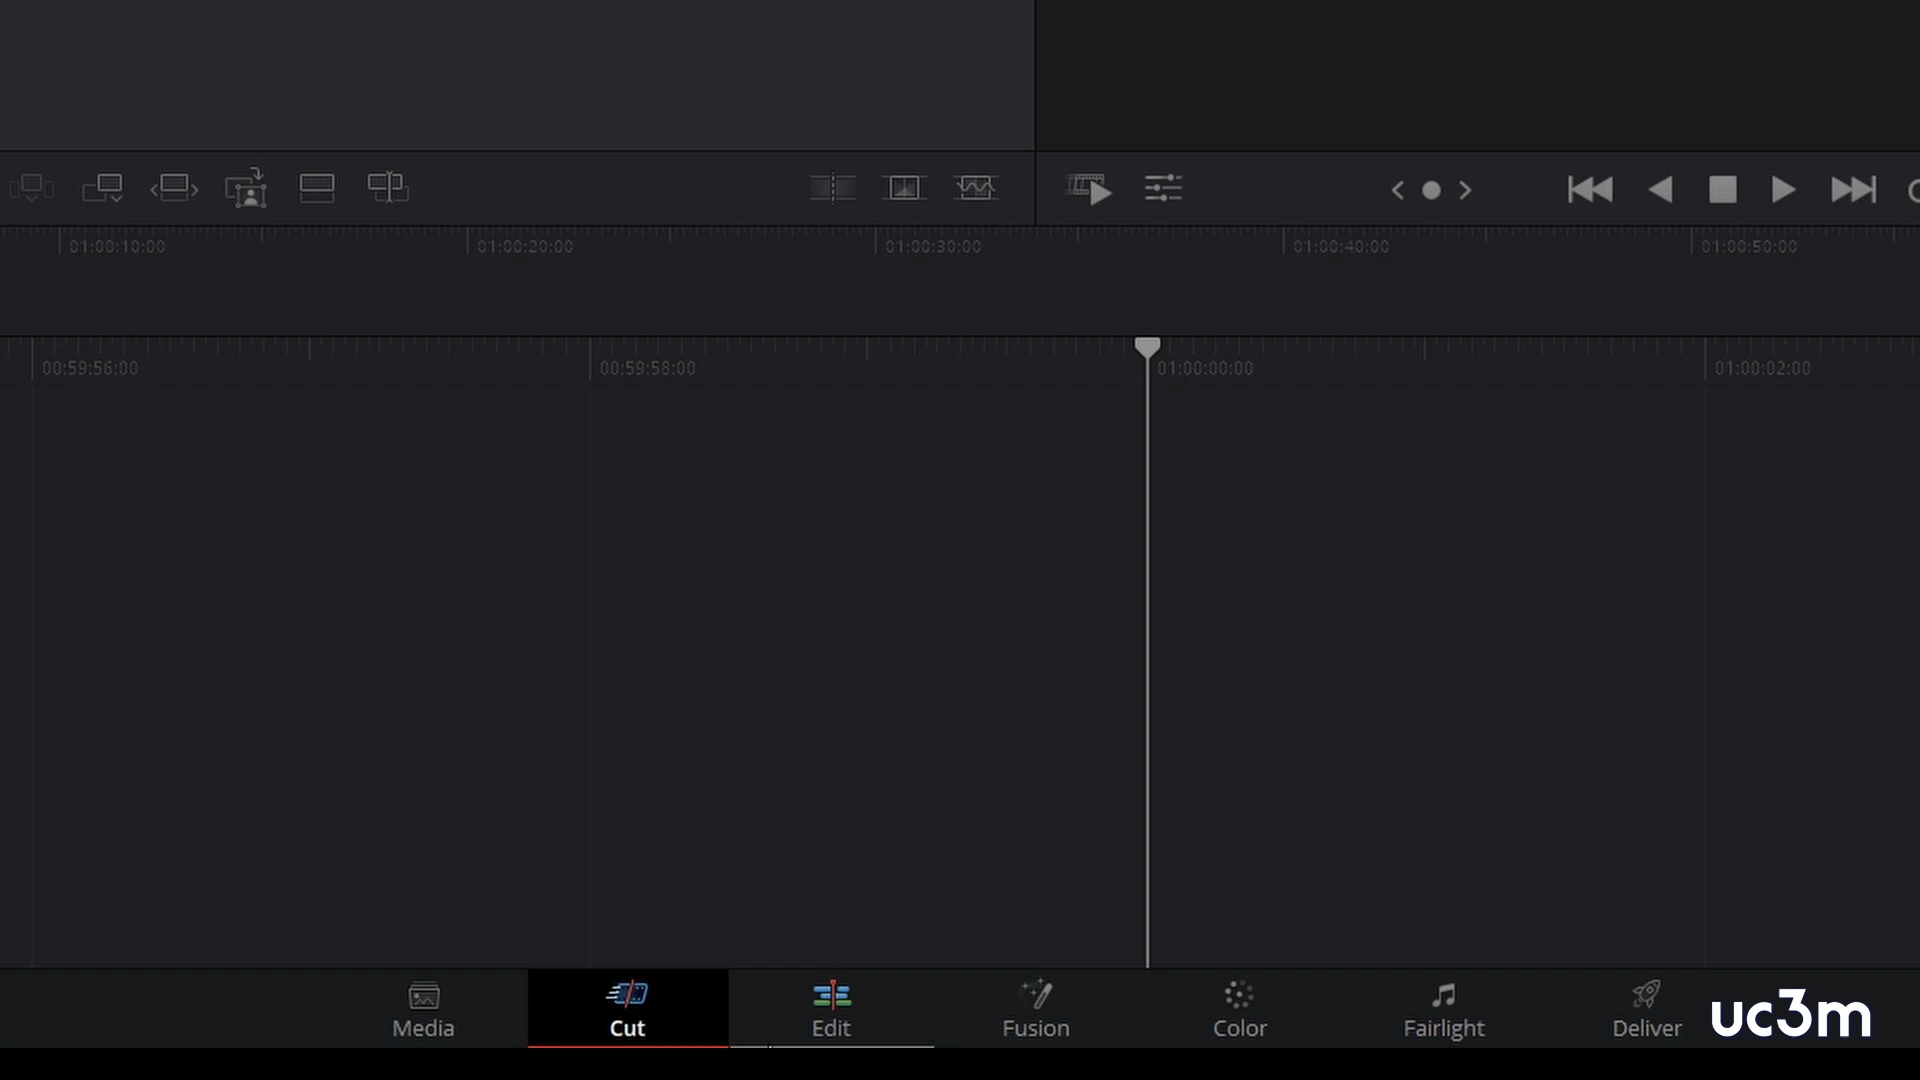 01:00:10:00 01:00:20:00 01:00:30:00 01:00:40:00 01:00:50:00
00:59:56:00 00:59:58:00 01:00:00:00 01:00:02:00
Media Cut Edit Fusion Color Fairlight Deliver
uc3m